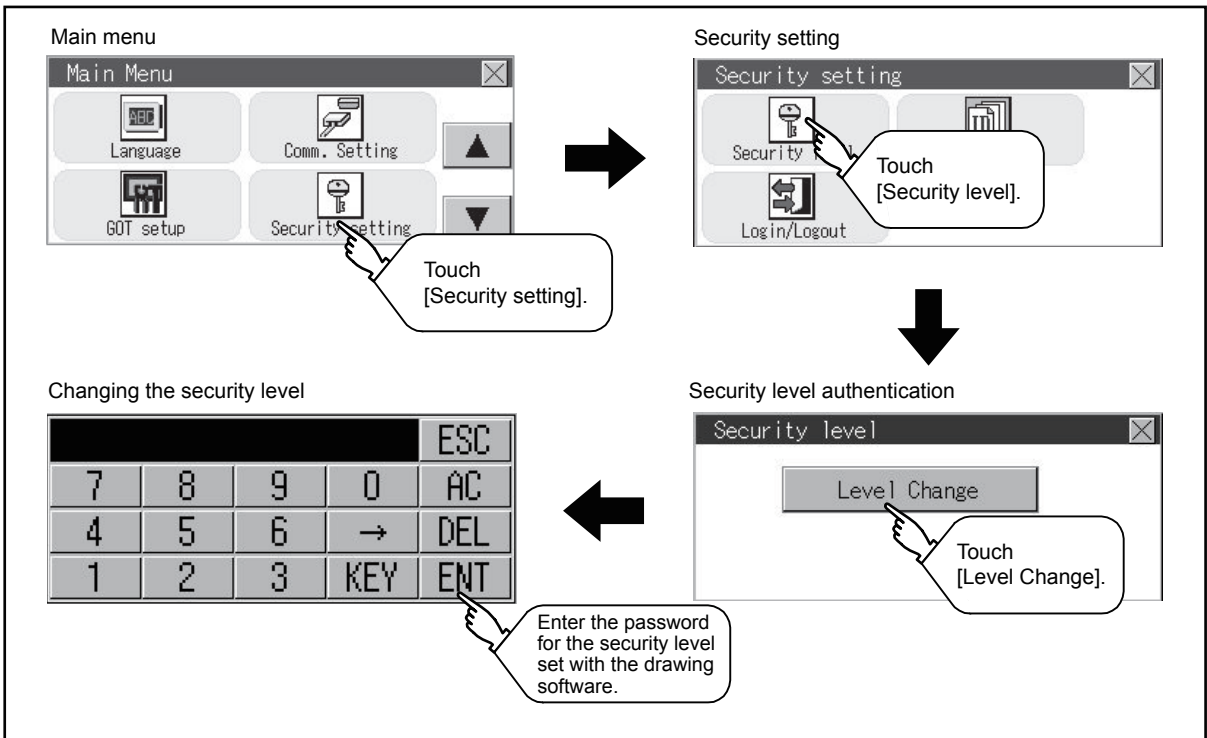 Main menu
Main Menu
Language
Comm. Setting
GOT setup
Security setting
Touch
[Security setting].
Security setting
Security setting
Security
Login/Logout
Touch
[Security level].
Security level authentication
Security level
Level Change
Touch
[Level Change].
Changing the security level
ESC
7 8 9 0 AC
4 5 6 → DEL
1 2 3 KEY ENT
Enter the password
for the security level
set with the drawing
software.